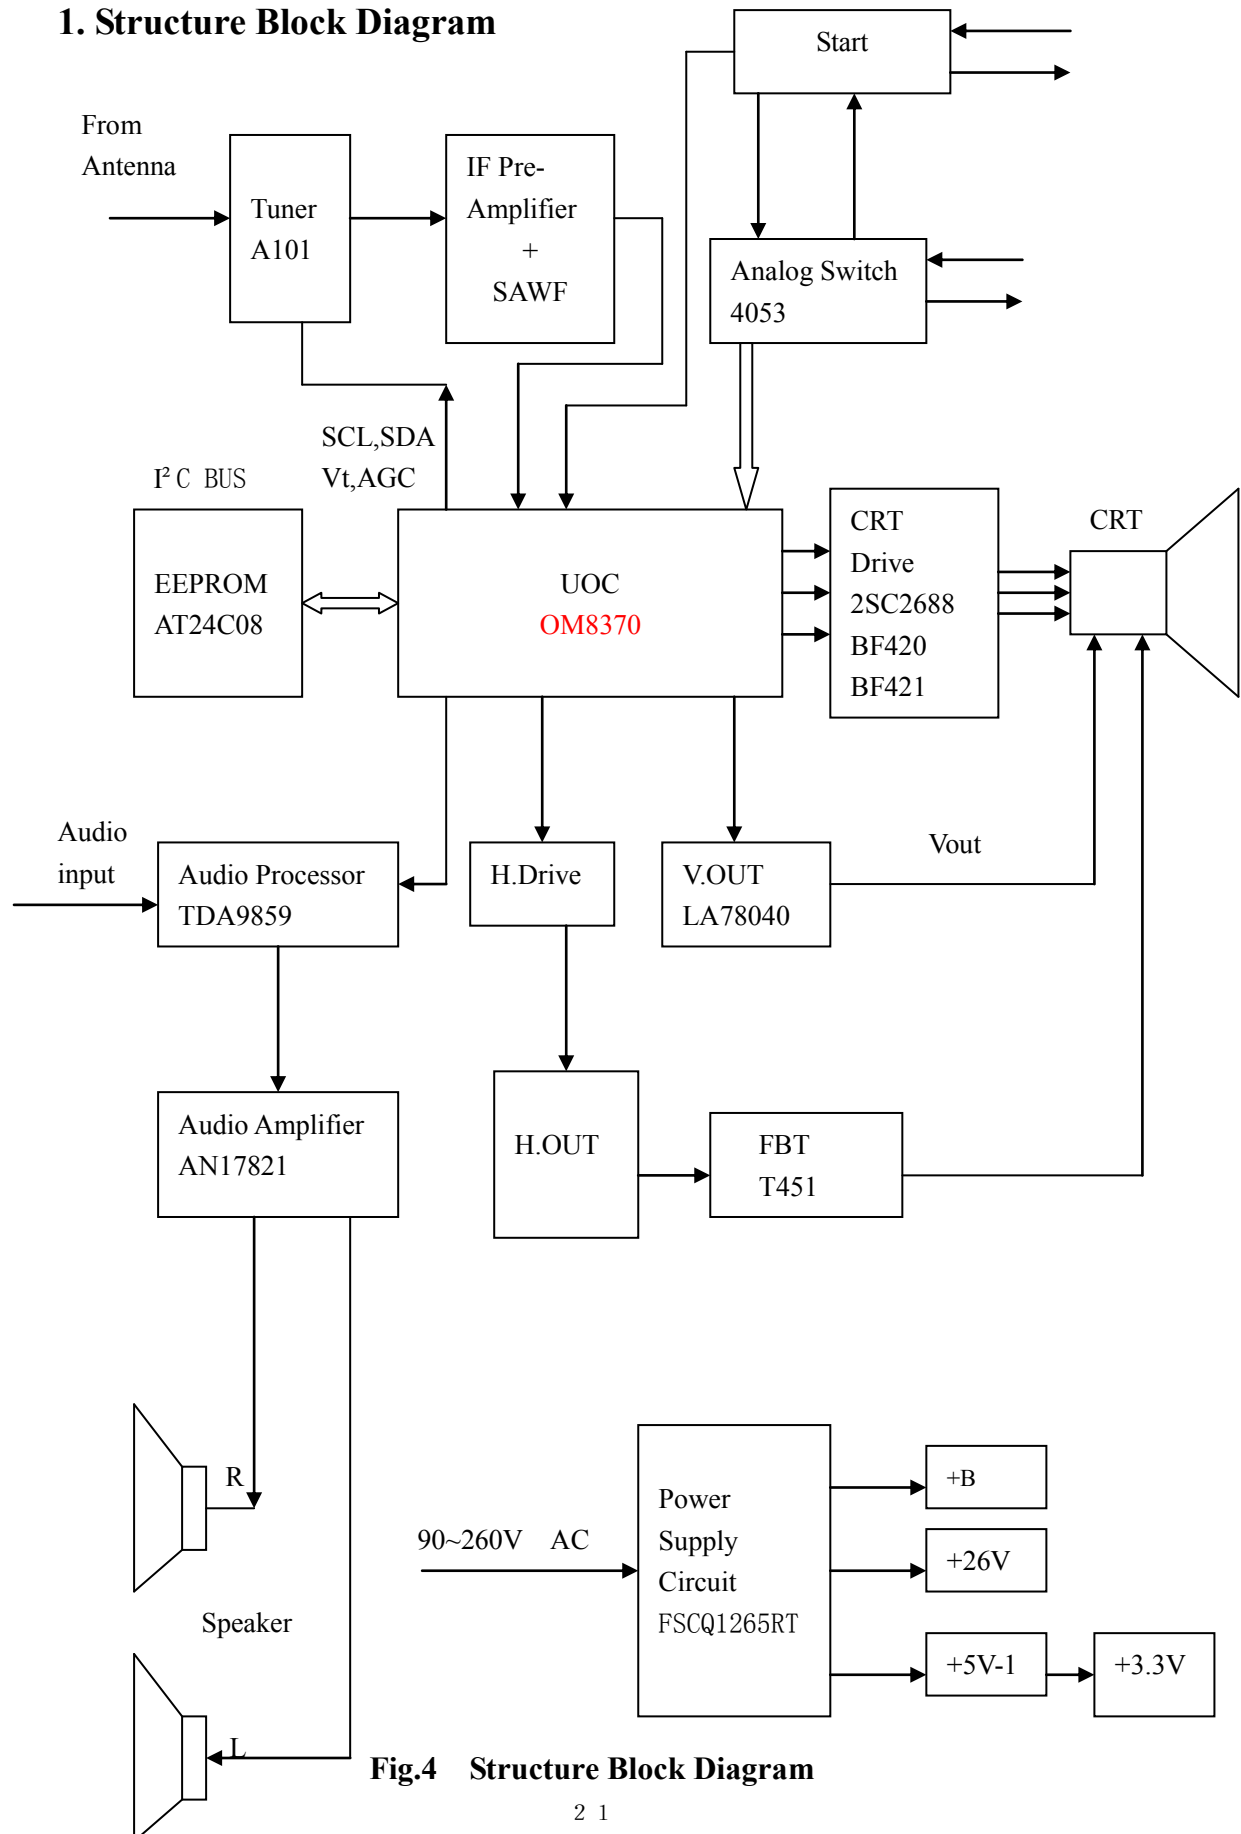 1. Structure Block Diagram
Start
From
Antenna
Tuner
A101
IF Pre-
Amplifier
+
SAWF
Analog Switch
4053
SCL,SDA
Vt,AGC
I² C BUS
EEPROM
AT24C08
UOC
OM8370
CRT
Drive
2SC2688
BF420
BF421
CRT
Audio
input
Audio Processor
TDA9859
H.Drive
V.OUT
LA78040
Vout
Audio Amplifier
AN17821
H.OUT
FBT
T451
R
Speaker
L
90~260V AC
Power
Supply
Circuit
FSCQ1265RT
+B
+26V
+5V-1
+3.3V
Fig.4 Structure Block Diagram
2 1